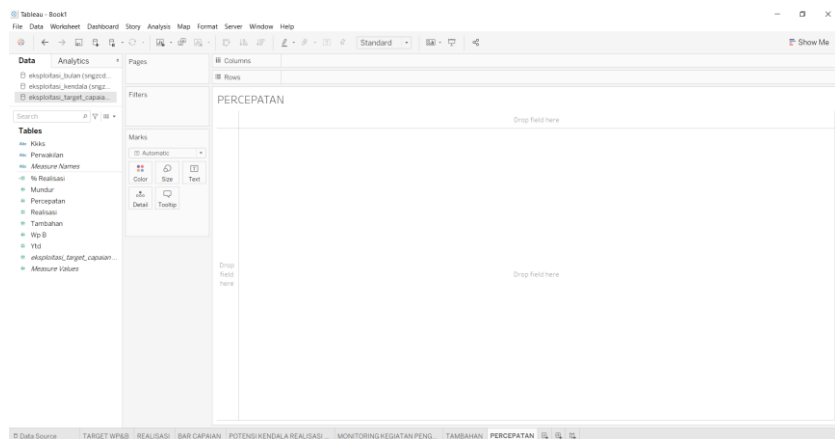 Tableau - Book1
File Data Worksheet Dashboard Story Analysis Map Format Server Window Help
Standard
Show Me
Data Analytics
Pages
Columns
Rows
eksploitasi_bulan (sngzcd...
eksploitasi_kendala (sngz...
eksploitasi_target_capaia...
Filters
PERCEPATAN
Search
Drop field here
Tables
Abc Kkks
Abc Perwakilan
Abc Measure Names
% Realisasi
Mundur
Percepatan
Realisasi
Tambahan
Wp B
Ytd
eksploitasi_target_capaian...
Measure Values
Marks
Automatic
Color Size Text
Detail Tooltip
Drop
field
here
Drop field here
Data Source TARGET WP&B REALISASI BAR CAPAIAN POTENSI KENDALA REALISASI ... MONITORING KEGIATAN PENG... TAMBAHAN PERCEPATAN